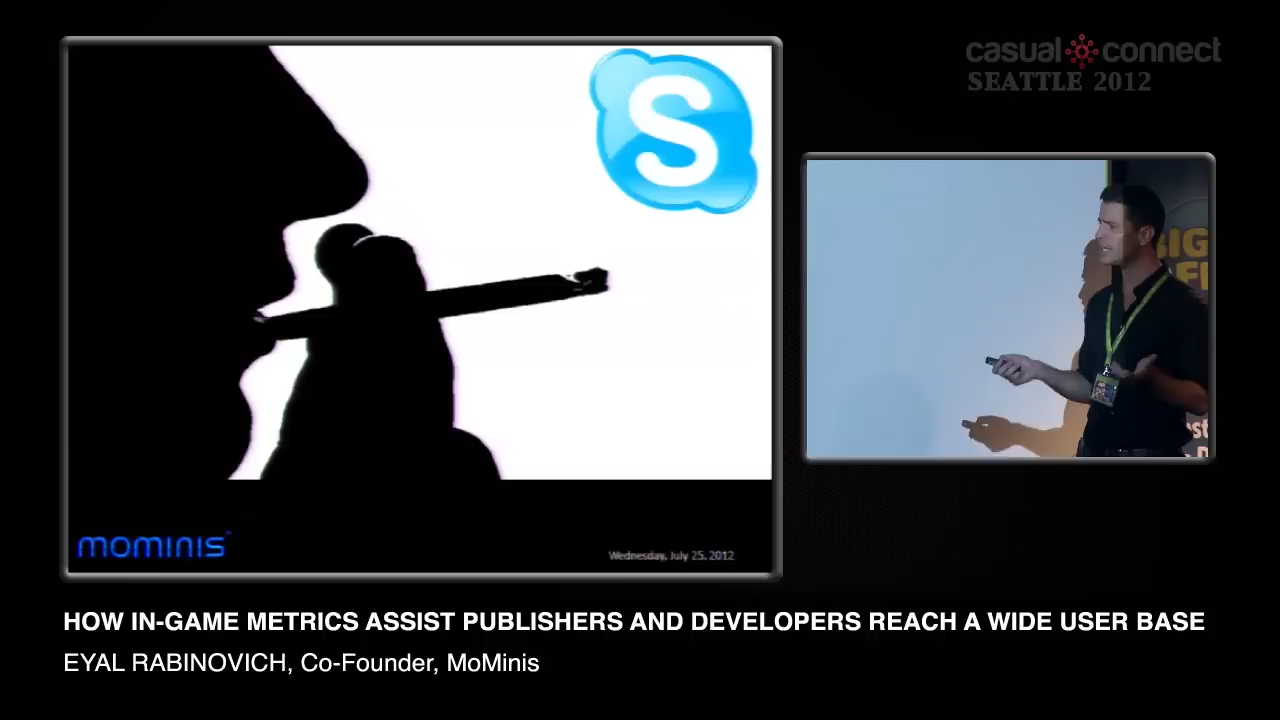 casual connect
SEATTLE 2012
S
BIG
MOMINIS
Wednesday, July 25, 2012
HOW IN-GAME METRICS ASSIST PUBLISHERS AND DEVELOPERS REACH A WIDE USER BASE
EYAL RABINOVICH, Co-Founder, MoMinis